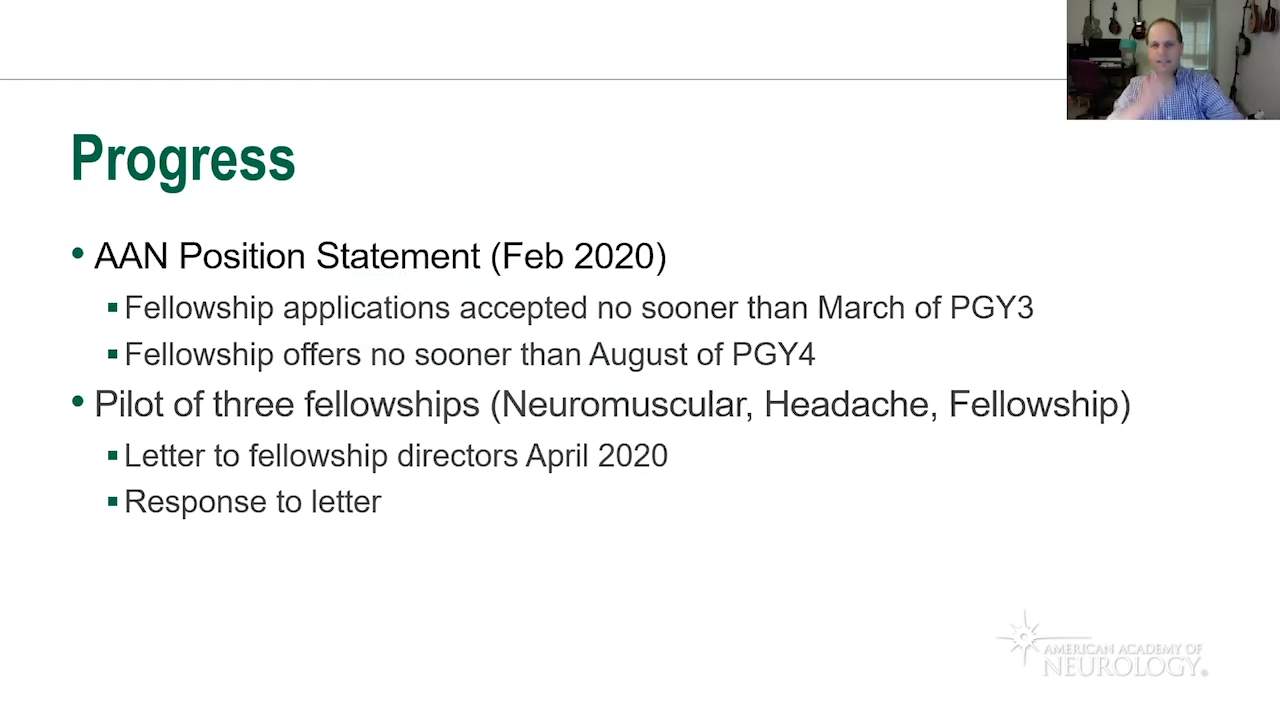 Progress
• AAN Position Statement (Feb 2020)
▪ Fellowship applications accepted no sooner than March of PGY3
▪ Fellowship offers no sooner than August of PGY4
• Pilot of three fellowships (Neuromuscular, Headache, Fellowship)
▪ Letter to fellowship directors April 2020
▪ Response to letter
AMERICAN ACADEMY OF
NEUROLOGY®